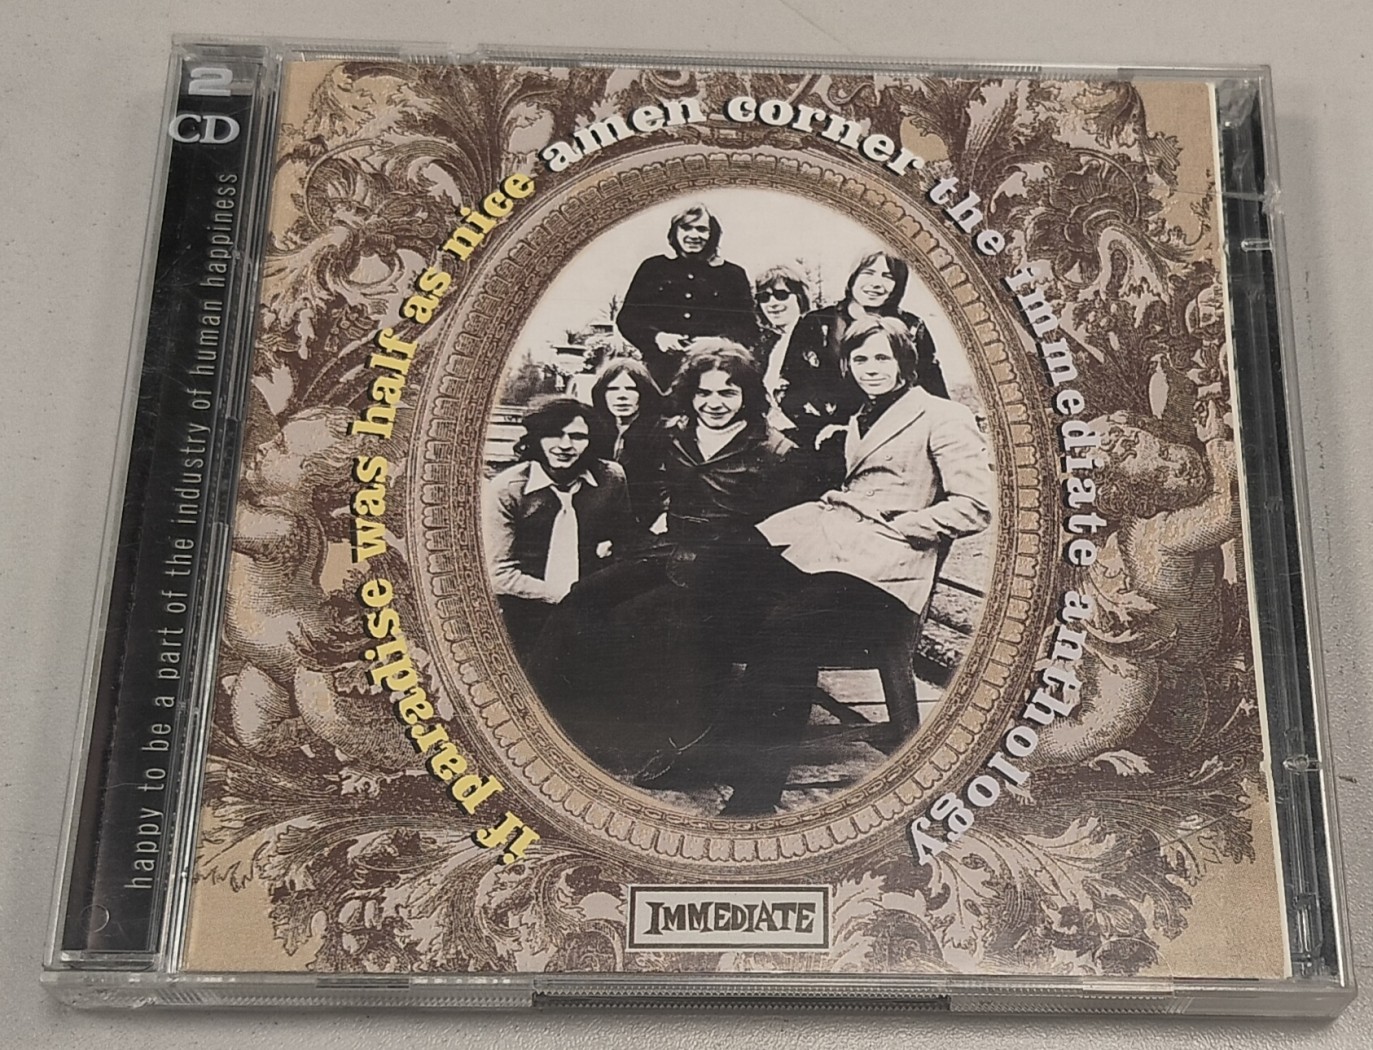 2
CD
happy to be a part of the industry of human happiness
if paradise was half as nice
amen corner the immediate anthology
IMMEDIATE